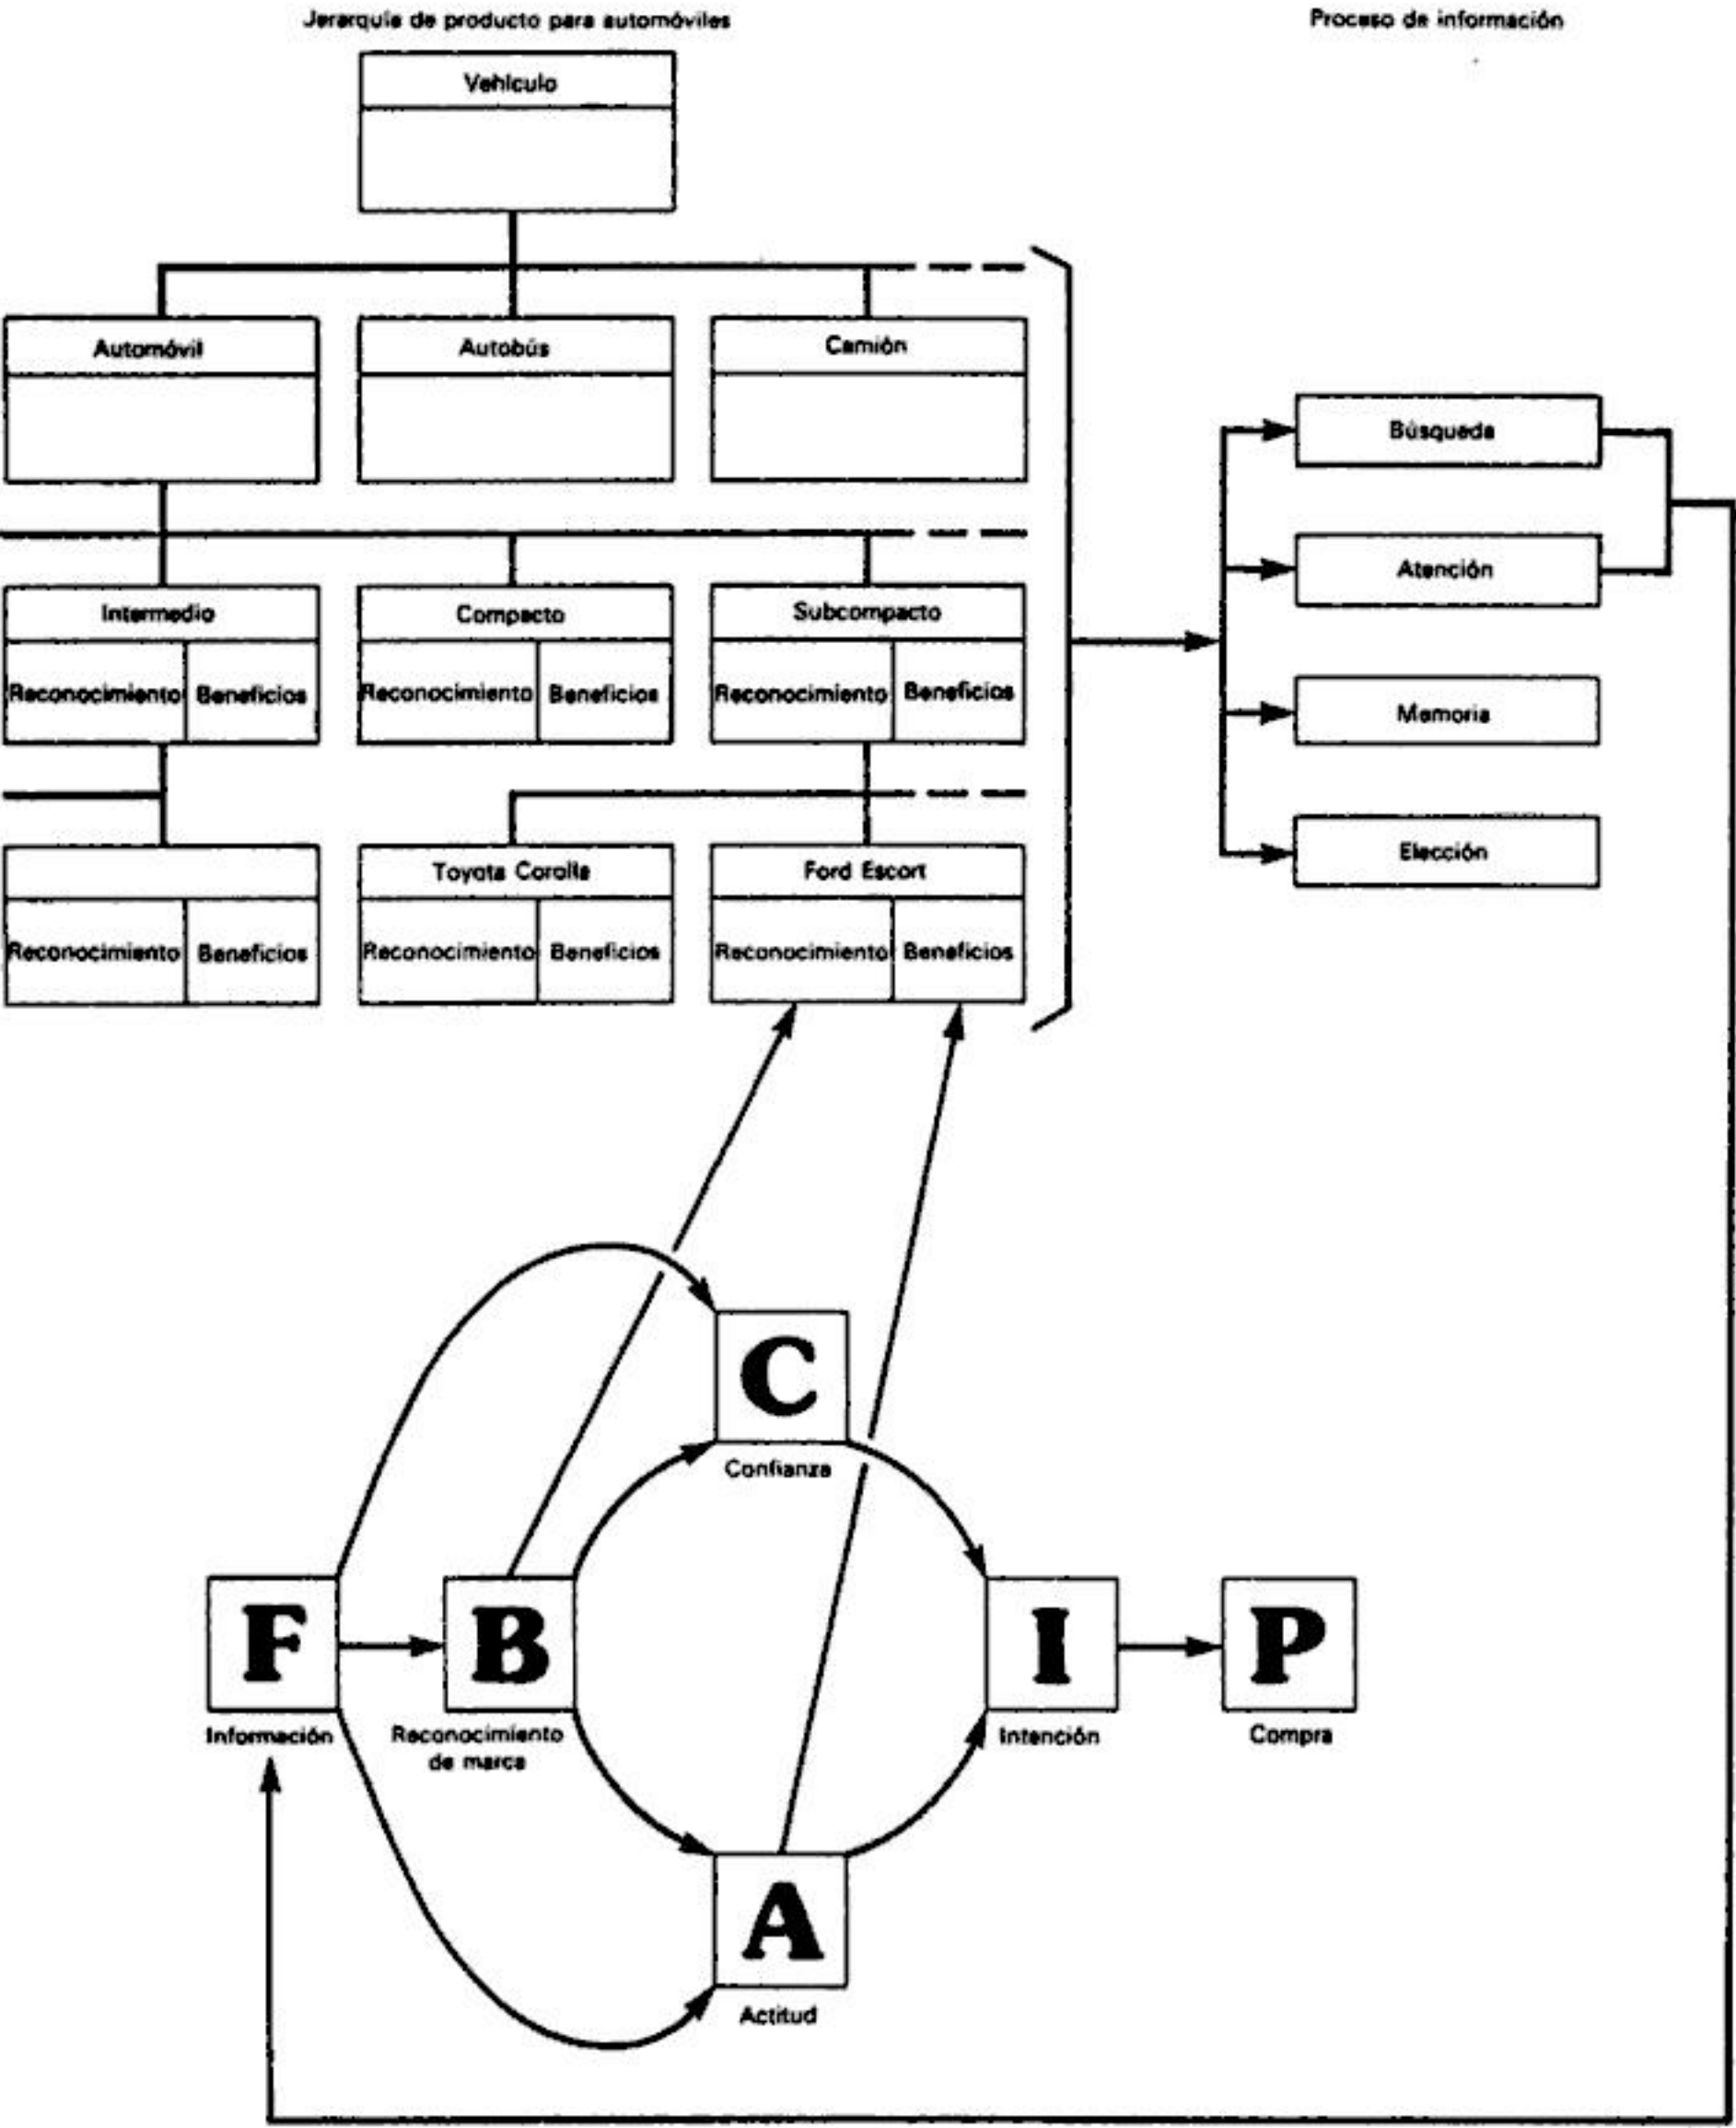 Jerarquía de producto para automóviles
Proceso de información
Vehículo
Automóvil
Autobús
Camión
Búsqueda
Atención
Memoria
Elección
Intermedio
Compacto
Subcompacto
Reconocimiento
Beneficios
Reconocimiento
Beneficios
Reconocimiento
Beneficios
Toyota Corolla
Ford Escort
Reconocimiento
Beneficios
Reconocimiento
Beneficios
Reconocimiento
Beneficios
C
Confianza
F
Información
B
Reconocimiento
de marca
I
Intención
P
Compra
A
Actitud